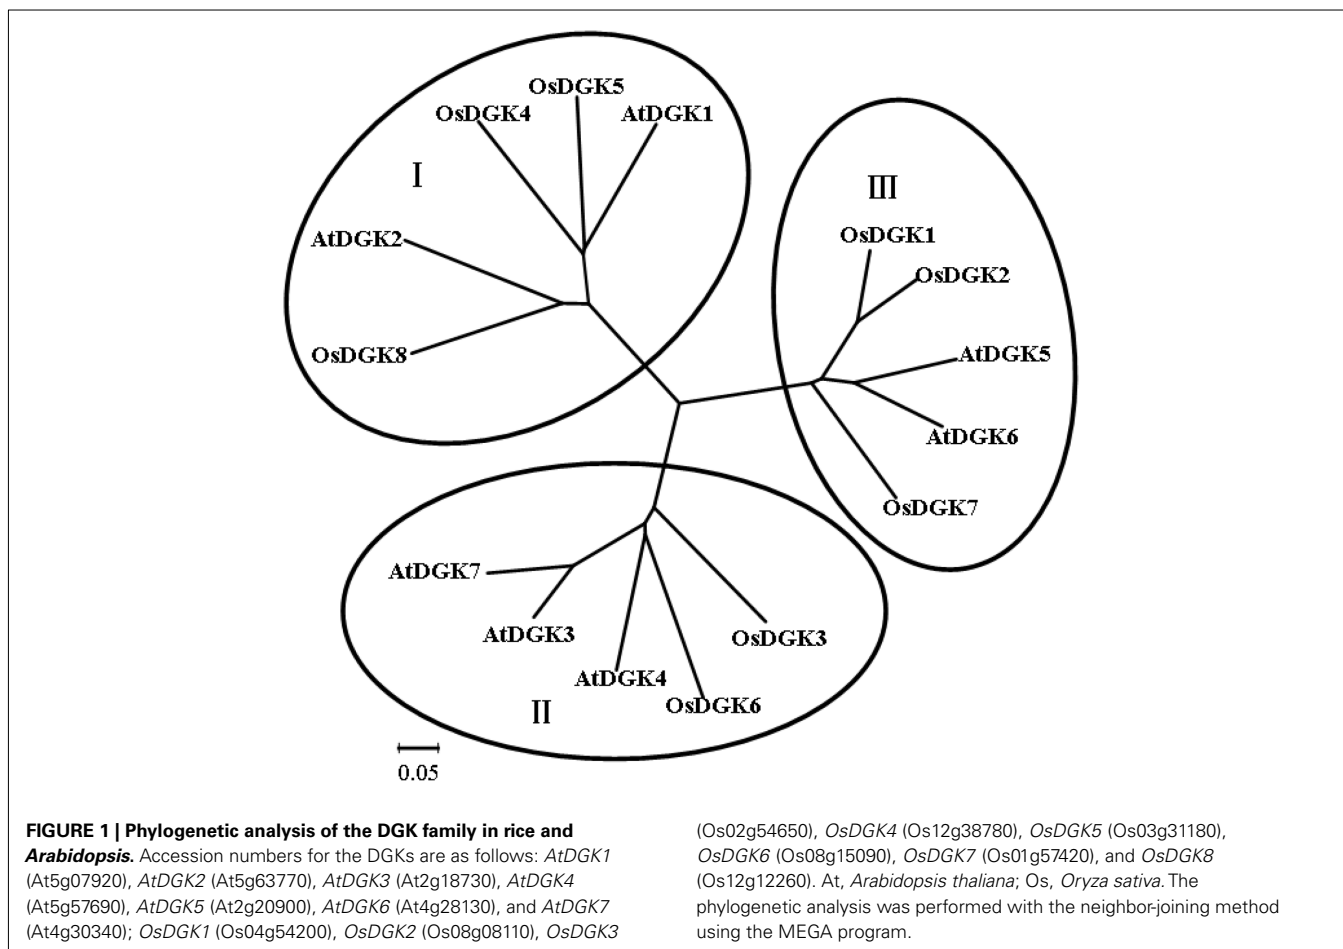 OsDGK5
OsDGK4
AtDGK1
I
III
AtDGK2
OsDGK1
OsDGK2
OsDGK8
AtDGK5
AtDGK6
OsDGK7
AtDGK7
AtDGK3
OsDGK3
AtDGK4
OsDGK6
II
0.05
FIGURE 1 | Phylogenetic analysis of the DGK family in rice and
Arabidopsis. Accession numbers for the DGKs are as follows: AtDGK1
(At5g07920), AtDGK2 (At5g63770), AtDGK3 (At2g18730), AtDGK4
(At5g57690), AtDGK5 (At2g20900), AtDGK6 (At4g28130), and AtDGK7
(At4g30340); OsDGK1 (Os04g54200), OsDGK2 (Os08g08110), OsDGK3
(Os02g54650), OsDGK4 (Os12g38780), OsDGK5 (Os03g31180),
OsDGK6 (Os08g15090), OsDGK7 (Os01g57420), and OsDGK8
(Os12g12260). At, Arabidopsis thaliana; Os, Oryza sativa. The
phylogenetic analysis was performed with the neighbor-joining method
using the MEGA program.